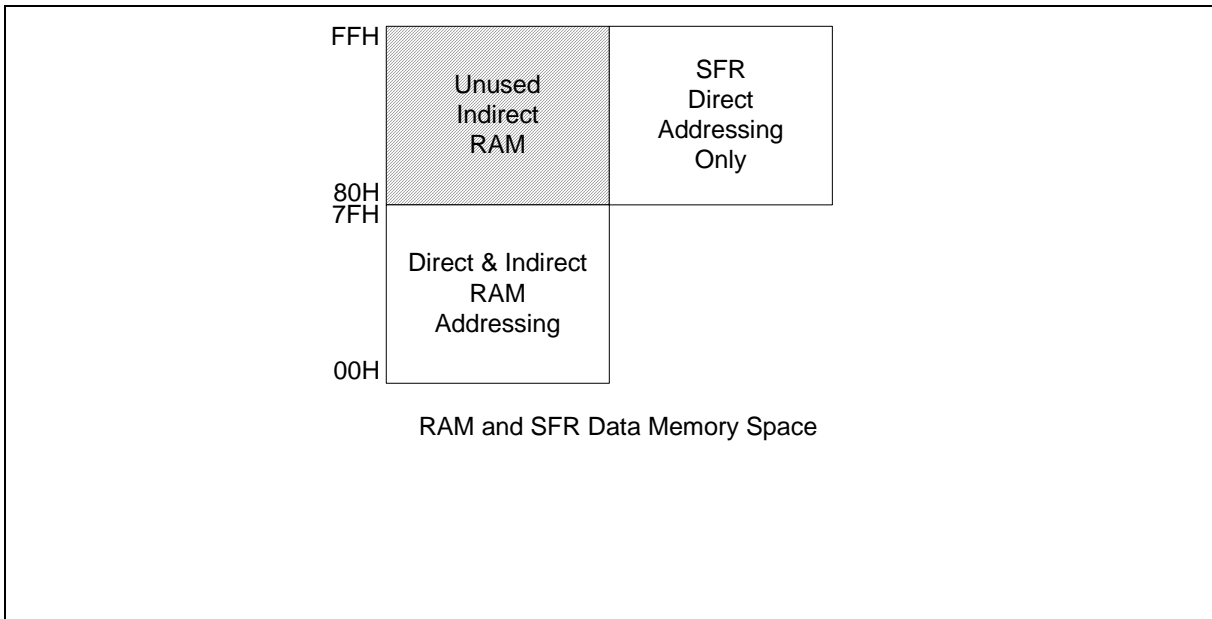 FFH
Unused
Indirect
RAM
SFR
Direct
Addressing
Only
80H
7FH
Direct & Indirect
RAM
Addressing
00H
RAM and SFR Data Memory Space